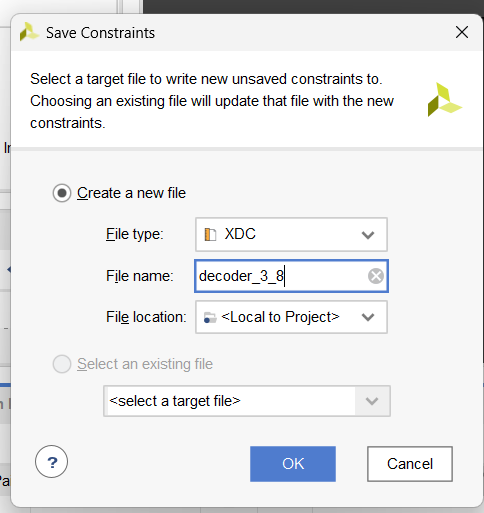 Save Constraints
Select a target file to write new unsaved constraints to.
Choosing an existing file will update that file with the new
constraints.
Create a new file
File type: XDC
File name: decoder_3_8
File location: <Local to Project>
Select an existing file
<select a target file>
? OK Cancel